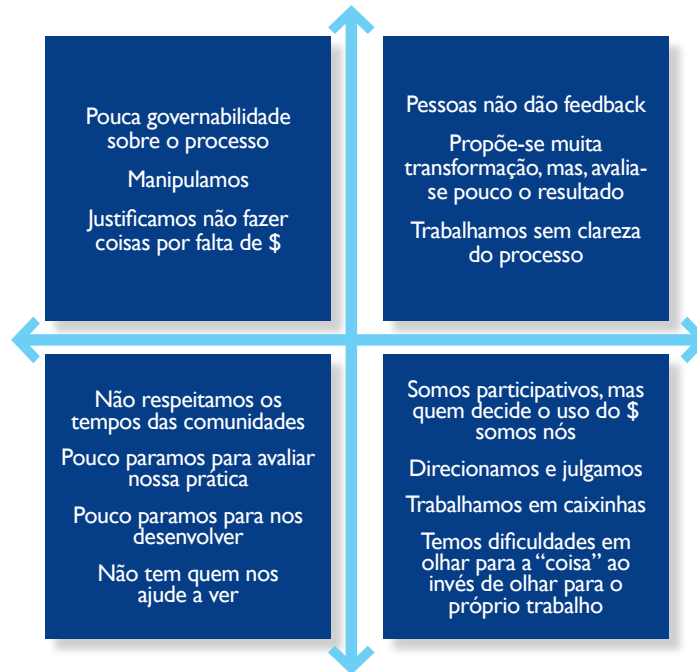 Pouca governabilidade
sobre o processo
Manipulamos
Justificamos não fazer
coisas por falta de $
Pessoas não dão feedback
Propõe-se muita
transformação, mas, avalia-
se pouco o resultado
Trabalhamos sem clareza
do processo
Não respeitamos os
tempos das comunidades
Pouco paramos para avaliar
nossa prática
Pouco paramos para nos
desenvolver
Não tem quem nos
ajude a ver
Somos participativos, mas
quem decide o uso do $
somos nós
Direcionamos e julgamos
Trabalhamos em caixinhas
Temos dificuldades em
olhar para a “coisa” ao
invés de olhar para o
próprio trabalho